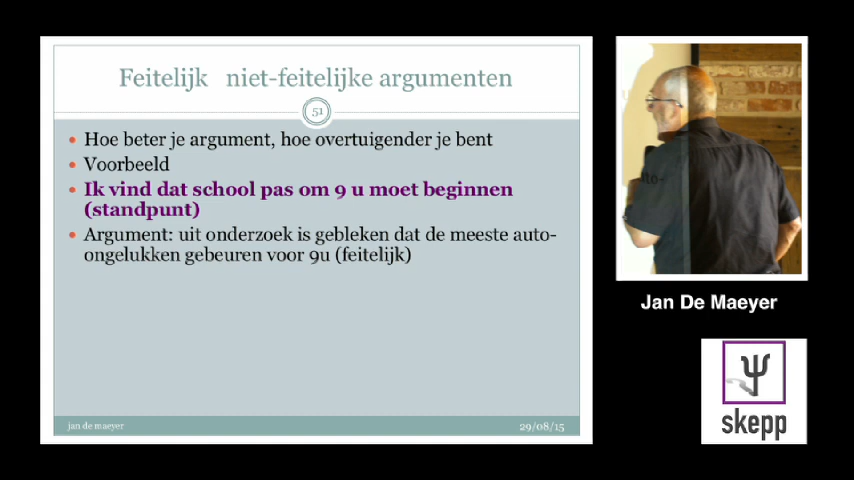 Feitelijk niet-feitelijke argumenten
51
Hoe beter je argument, hoe overtuigender je bent
Voorbeeld
Ik vind dat school pas om 9 u moet beginnen
(standpunt)
Argument: uit onderzoek is gebleken dat de meeste auto-
ongelukken gebeuren voor 9u (feitelijk)
jan de maeyer
29/08/15
Jan De Maeyer
skepp